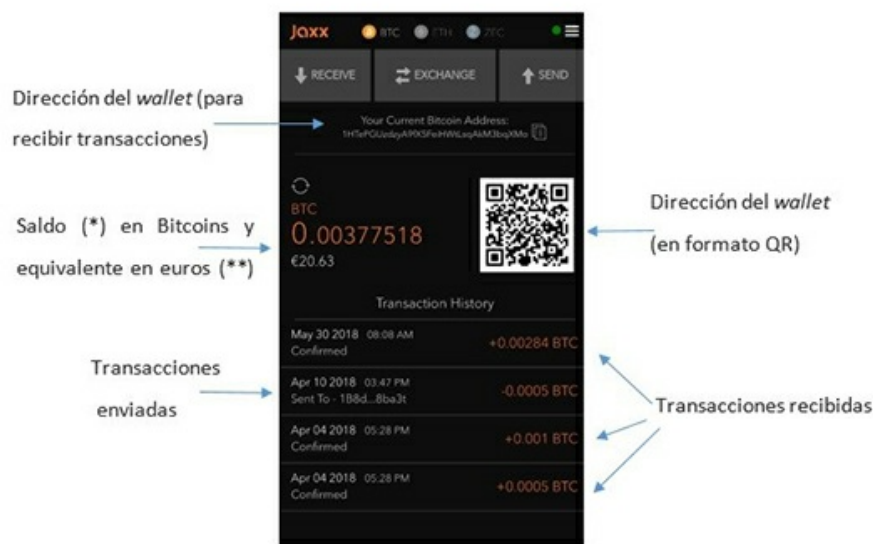 Jaxx BTC ETH ZEC
RECEIVE EXCHANGE SEND
Dirección del wallet (para
recibir transacciones)
Your Current Bitcoin Address:
Saldo (*) en Bitcoins y
equivalente en euros (**)
BTC
0.00377518
€20.63
Dirección del wallet
(en formato QR)
Transaction History
May 30 2018 08:08 AM
Confirmed
+0.00284 BTC
Transacciones
enviadas
Apr 10 2018 03:47 PM
Sent To - 1B8d...8ba3t
-0.0005 BTC
Transacciones recibidas
Apr 04 2018 05:28 PM
Confirmed
+0.001 BTC
Apr 04 2018 05:28 PM
Confirmed
+0.0005 BTC